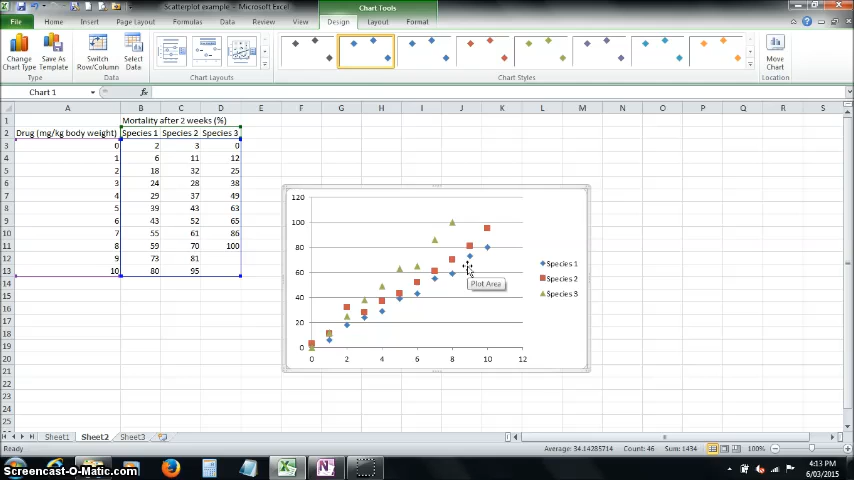 Scatterplot example - Microsoft Excel
Chart Tools
File Home Insert Page Layout Formulas Data Review View Design Layout Format
Change Chart Type
Save As Template
Switch Row/Column
Select Data
Move Chart
Type Data Chart Layouts Chart Styles Location
Chart 1 fx
A B C D E F G H I J K L M N O P Q R S
1 Mortality after 2 weeks (%)
2 Drug (mg/kg body weight) Species 1 Species 2 Species 3
3 0 2 3 0
4 1 6 11 12
5 2 18 32 25
6 3 24 28 38
7 4 29 37 49
8 5 39 43 63
9 6 43 52 65
10 7 55 61 86
11 8 59 70 100
12 9 73 81
13 10 80 95
14
15
16
17
18
19
20
21
22
23
24
25
120
100
80
60
40
20
0
0 2 4 6 8 10 12
Species 1
Species 2
Species 3
Plot Area
Sheet1 Sheet2 Sheet3
Ready Average: 34.14285714 Count: 46 Sum: 1434 100%
Screencast-O-Matic.com
4:13 PM
6/03/2015